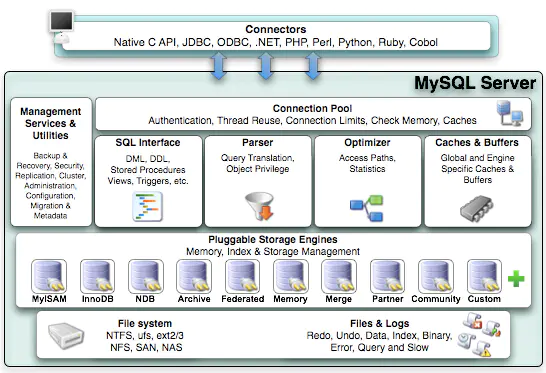 Connectors
Native C API, JDBC, ODBC, .NET, PHP, Perl, Python, Ruby, Cobol
MySQL Server
Management
Services &
Utilities
Backup &
Recovery, Security,
Replication, Cluster,
Administration,
Configuration,
Migration &
Metadata
Connection Pool
Authentication, Thread Reuse, Connection Limits, Check Memory, Caches
SQL Interface
DML, DDL,
Stored Procedures
Views, Triggers, etc.
Parser
Query Translation,
Object Privilege
Optimizer
Access Paths,
Statistics
Caches & Buffers
Global and Engine
Specific Caches &
Buffers
Pluggable Storage Engines
Memory, Index & Storage Management
MyISAM
InnoDB
NDB
Archive
Federated
Memory
Merge
Partner
Community
Custom
File system
NTFS, ufs, ext2/3
NFS, SAN, NAS
Files & Logs
Redo, Undo, Data, Index, Binary,
Error, Query and Slow